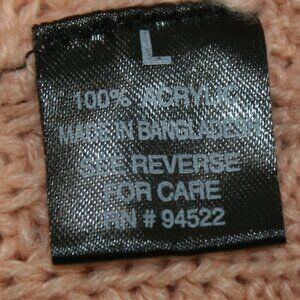 L
100% ACRYLIC
MADE IN BANGLADESH
SEE REVERSE
FOR CARE
RN # 94522